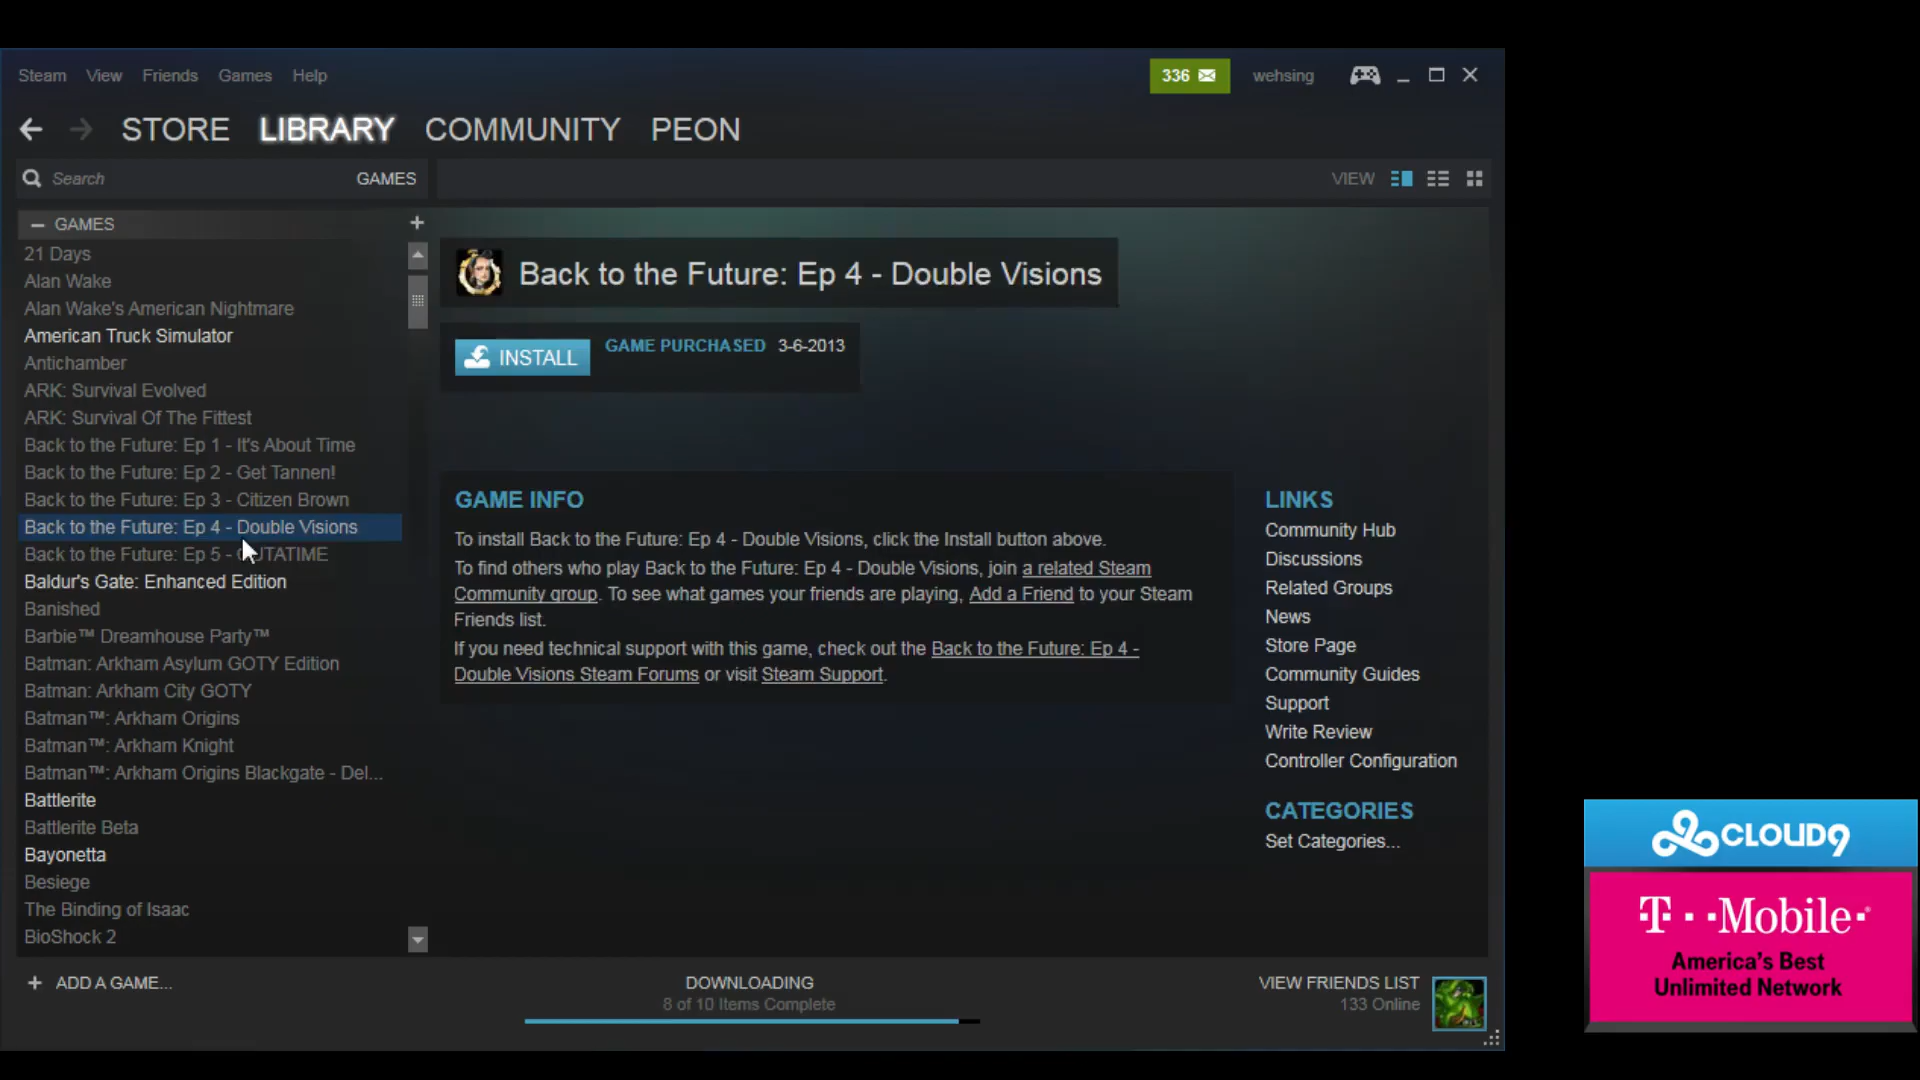 Steam View Friends Games Help
336
wehsing
STORE LIBRARY COMMUNITY PEON
Search
GAMES
VIEW
GAMES
21 Days
Alan Wake
Alan Wake's American Nightmare
American Truck Simulator
Antichamber
ARK: Survival Evolved
ARK: Survival Of The Fittest
Back to the Future: Ep 1 - It's About Time
Back to the Future: Ep 2 - Get Tannen!
Back to the Future: Ep 3 - Citizen Brown
Back to the Future: Ep 4 - Double Visions
Back to the Future: Ep 5 - OUTATIME
Baldur's Gate: Enhanced Edition
Banished
Barbie™ Dreamhouse Party™
Batman: Arkham Asylum GOTY Edition
Batman: Arkham City GOTY
Batman™: Arkham Origins
Batman™: Arkham Knight
Batman™: Arkham Origins Blackgate - Del...
Battlerite
Battlerite Beta
Bayonetta
Besiege
The Binding of Isaac
BioShock 2
ADD A GAME...
Back to the Future: Ep 4 - Double Visions
INSTALL
GAME PURCHASED 3-6-2013
GAME INFO
To install Back to the Future: Ep 4 - Double Visions, click the Install button above.
To find others who play Back to the Future: Ep 4 - Double Visions, join a related Steam
Community group. To see what games your friends are playing, Add a Friend to your Steam
Friends list.
If you need technical support with this game, check out the Back to the Future: Ep 4 -
Double Visions Steam Forums or visit Steam Support.
LINKS
Community Hub
Discussions
Related Groups
News
Store Page
Community Guides
Support
Write Review
Controller Configuration
CATEGORIES
Set Categories...
DOWNLOADING
8 of 10 Items Complete
VIEW FRIENDS LIST
133 Online
CLOUD9
T··Mobile·®
America's Best
Unlimited Network